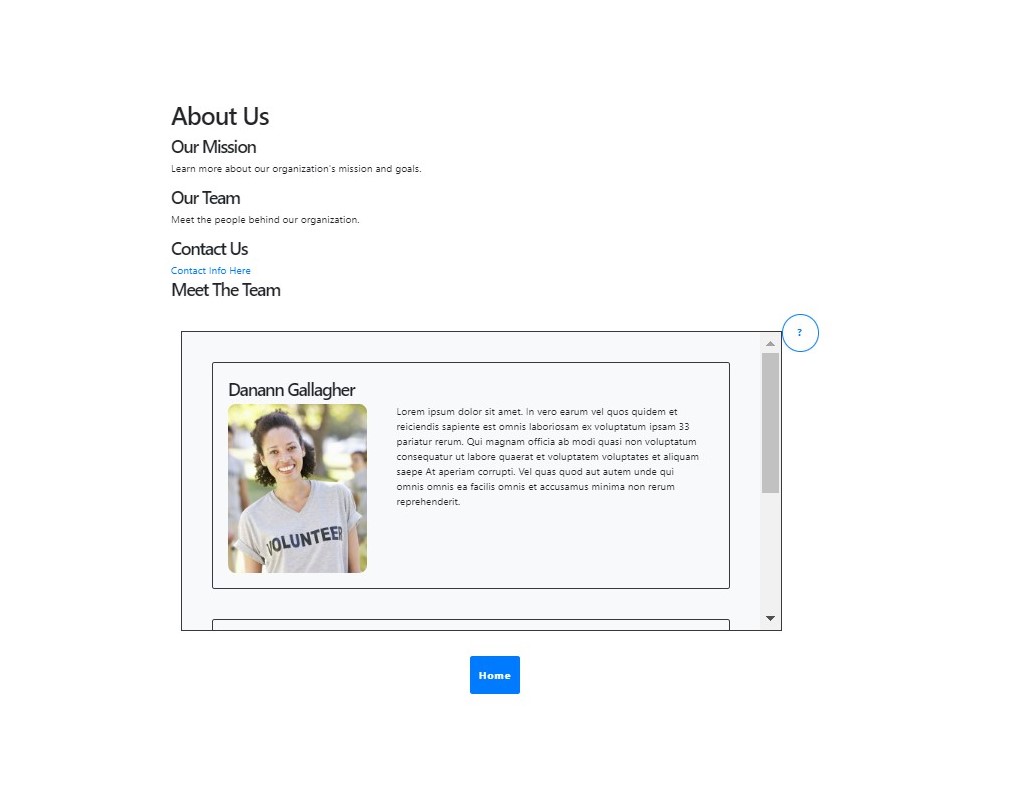 About Us
Our Mission
Learn more about our organization's mission and goals.
Our Team
Meet the people behind our organization.
Contact Us
Contact Info Here
Meet The Team
?
Danann Gallagher
Lorem ipsum dolor sit amet. In vero earum vel quos quidem et
reiciendis sapiente est omnis laboriosam ex voluptatum ipsam 33
pariatur rerum. Qui magnam officia ab modi quasi non voluptatum
consequatur ut labore quaerat et voluptatem voluptates et aliquam
saepe At aperiam corrupti. Vel quas quod aut autem unde qui
omnis omnis ea facilis omnis et accusamus minima non rerum
reprehenderit.
VOLUNTEER
Home